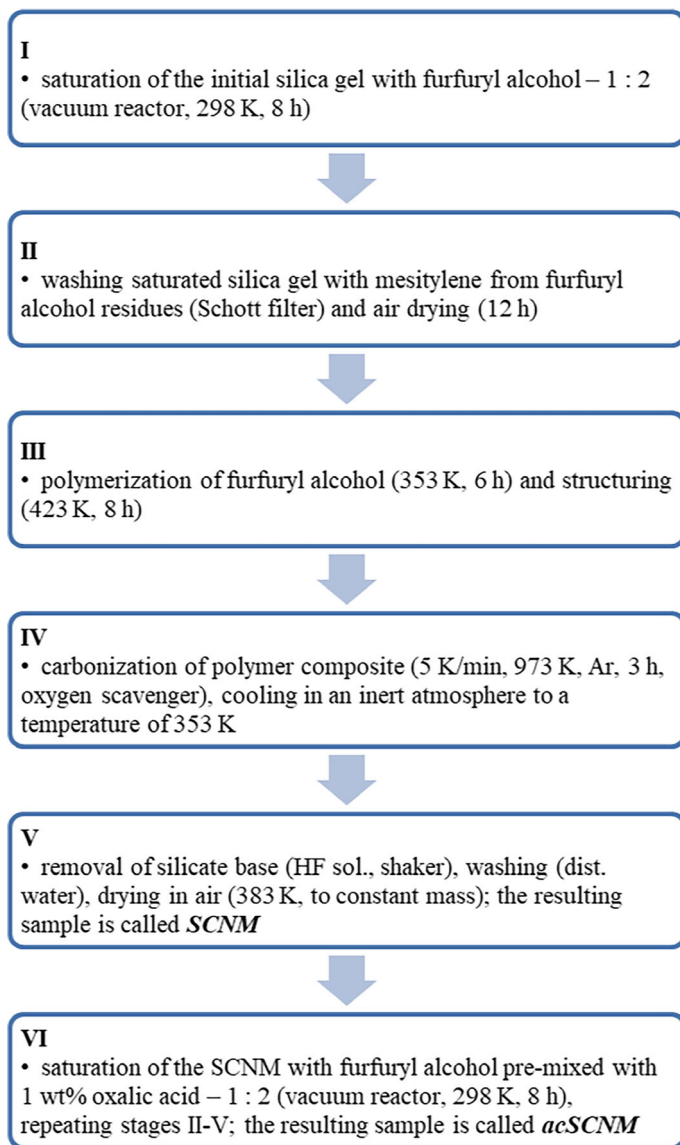 I
• saturation of the initial silica gel with furfuryl alcohol – 1 : 2
(vacuum reactor, 298 K, 8 h)
II
• washing saturated silica gel with mesitylene from furfuryl
alcohol residues (Schott filter) and air drying (12 h)
III
• polymerization of furfuryl alcohol (353 K, 6 h) and structuring
(423 K, 8 h)
IV
• carbonization of polymer composite (5 K/min, 973 K, Ar, 3 h,
oxygen scavenger), cooling in an inert atmosphere to a
temperature of 353 K
V
• removal of silicate base (HF sol., shaker), washing (dist.
water), drying in air (383 K, to constant mass); the resulting
sample is called SCNM
VI
• saturation of the SCNM with furfuryl alcohol pre-mixed with
1 wt% oxalic acid – 1 : 2 (vacuum reactor, 298 K, 8 h),
repeating stages II-V; the resulting sample is called acSCNM